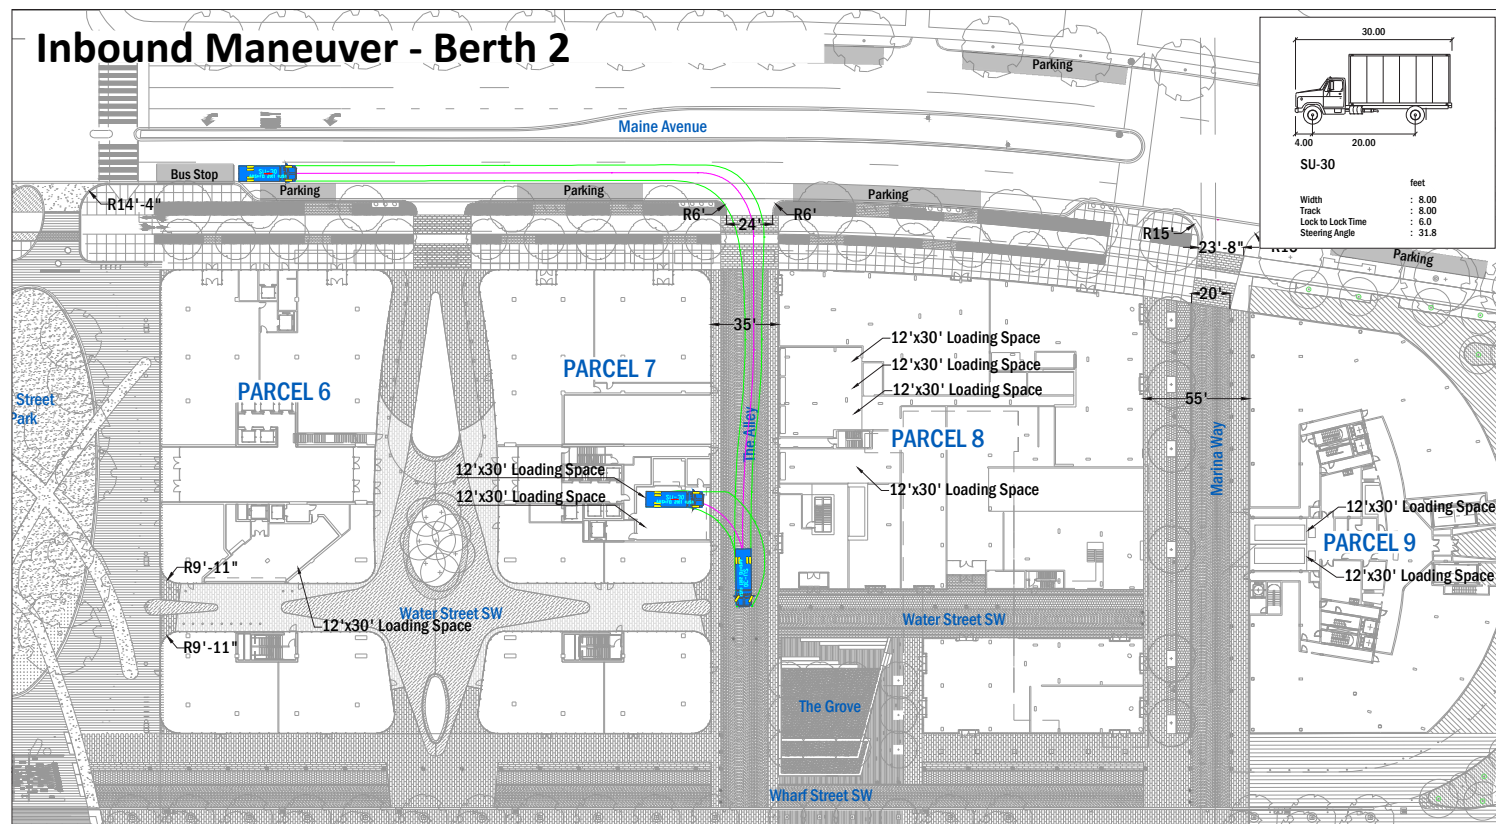 Inbound Maneuver - Berth 2
Parking
30.00
4.00
20.00
SU-30
feet
Width : 8.00
Track : 8.00
Lock to Lock Time : 6.0
Steering Angle : 31.8
Maine Avenue
Bus Stop
Parking
Parking
Parking
R14'-4"
R6'
R6'
24'
R15'
23'-8"
Parking
20'
35'
12'x30' Loading Space
12'x30' Loading Space
12'x30' Loading Space
PARCEL 6
PARCEL 7
PARCEL 8
55'
Street
Park
The Alley
Marina Way
12'x30' Loading Space
12'x30' Loading Space
12'x30' Loading Space
12'x30' Loading Space
PARCEL 9
12'x30' Loading Space
R9'-11"
Water Street SW
12'x30' Loading Space
Water Street SW
R9'-11"
The Grove
Wharf Street SW